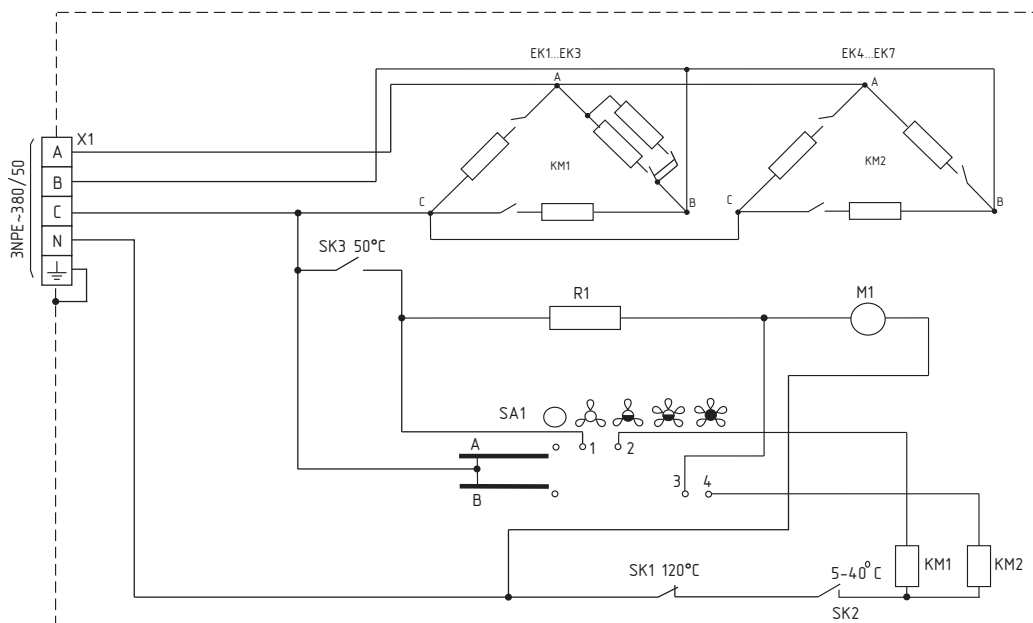 EK1...EK3
EK4...EK7
A
A
X1
A
B
C
N
3NPE~380/50
KM1
KM2
C
B
C
B
SK3 50°C
R1
M1
SA1
A
1
2
B
3
4
SK1 120°C
5-40°C
SK2
KM1
KM2